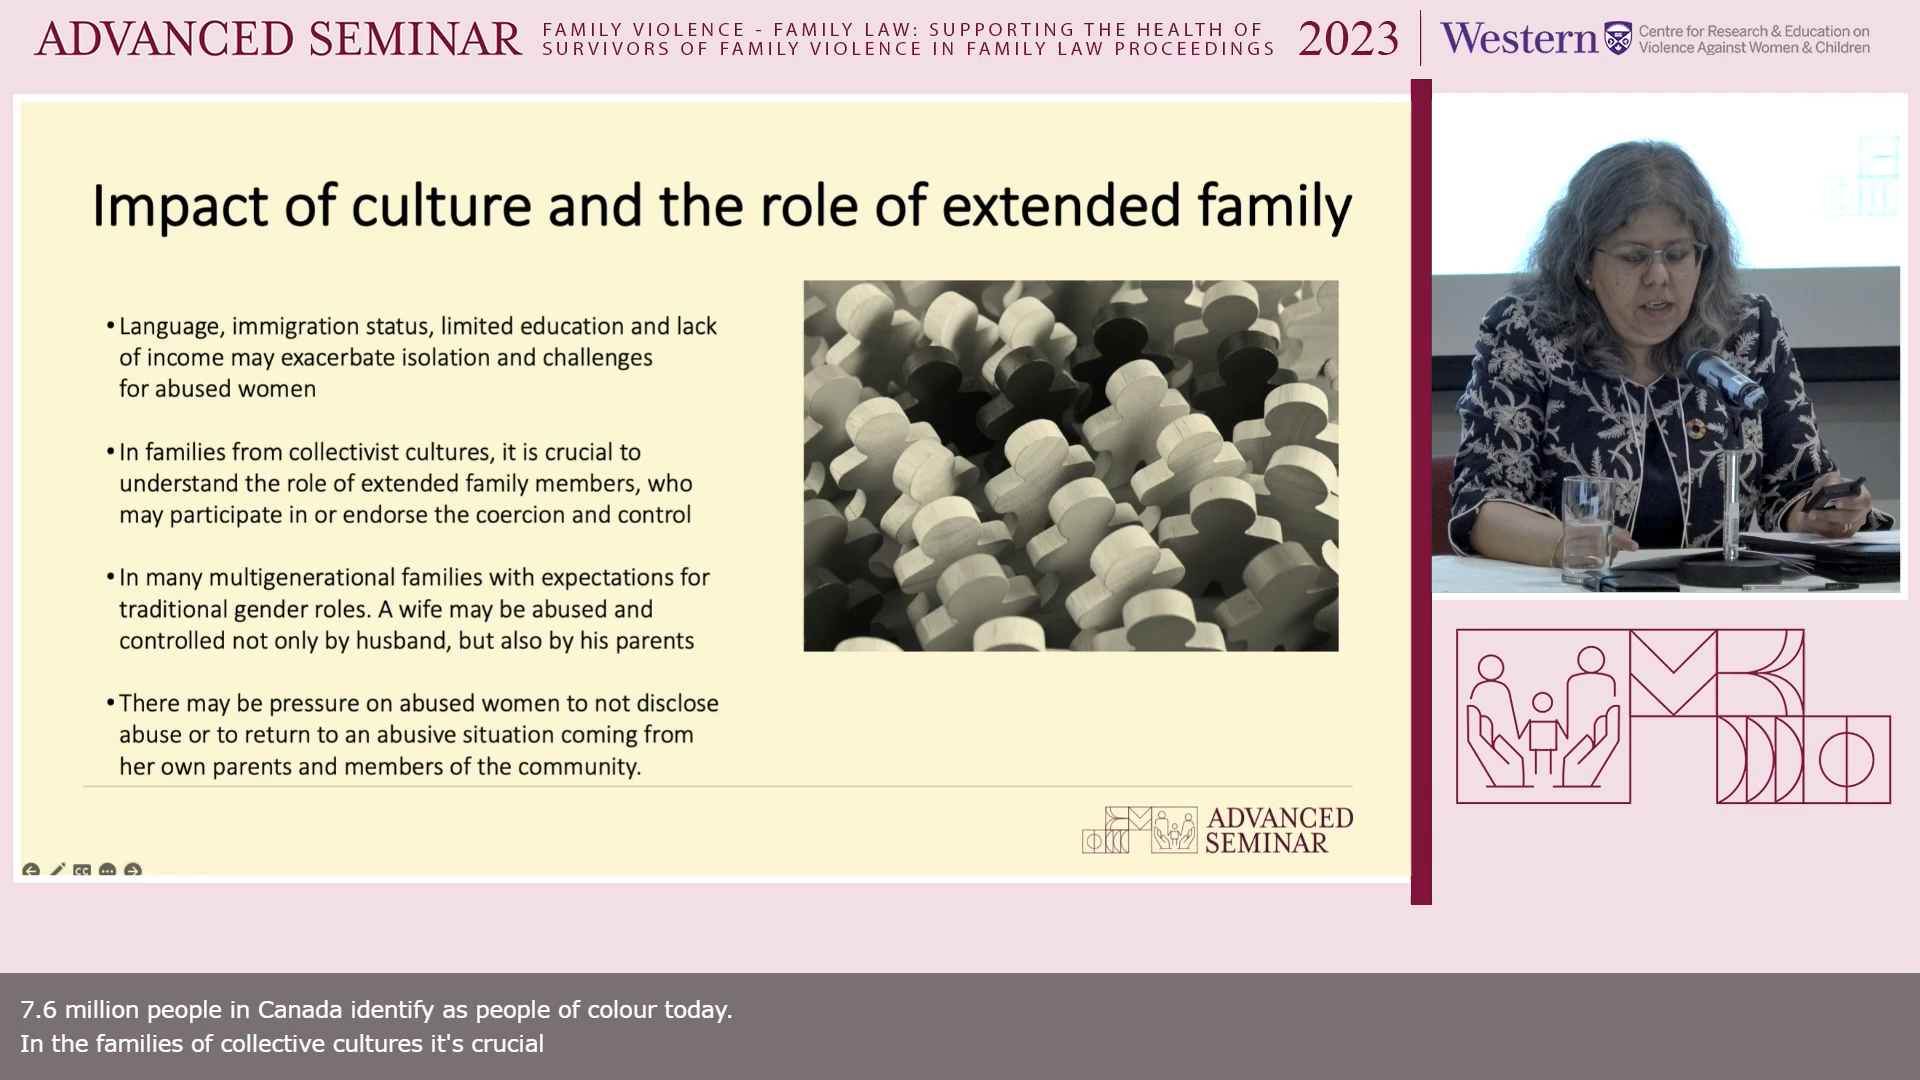 ADVANCED SEMINAR
FAMILY VIOLENCE - FAMILY LAW: SUPPORTING THE HEALTH OF
SURVIVORS OF FAMILY VIOLENCE IN FAMILY LAW PROCEEDINGS
2023
Western
Centre for Research & Education on
Violence Against Women & Children
Impact of culture and the role of extended family
• Language, immigration status, limited education and lack
of income may exacerbate isolation and challenges
for abused women
• In families from collectivist cultures, it is crucial to
understand the role of extended family members, who
may participate in or endorse the coercion and control
• In many multigenerational families with expectations for
traditional gender roles. A wife may be abused and
controlled not only by husband, but also by his parents
• There may be pressure on abused women to not disclose
abuse or to return to an abusive situation coming from
her own parents and members of the community.
ADVANCED
SEMINAR
CC
7.6 million people in Canada identify as people of colour today.
In the families of collective cultures it's crucial